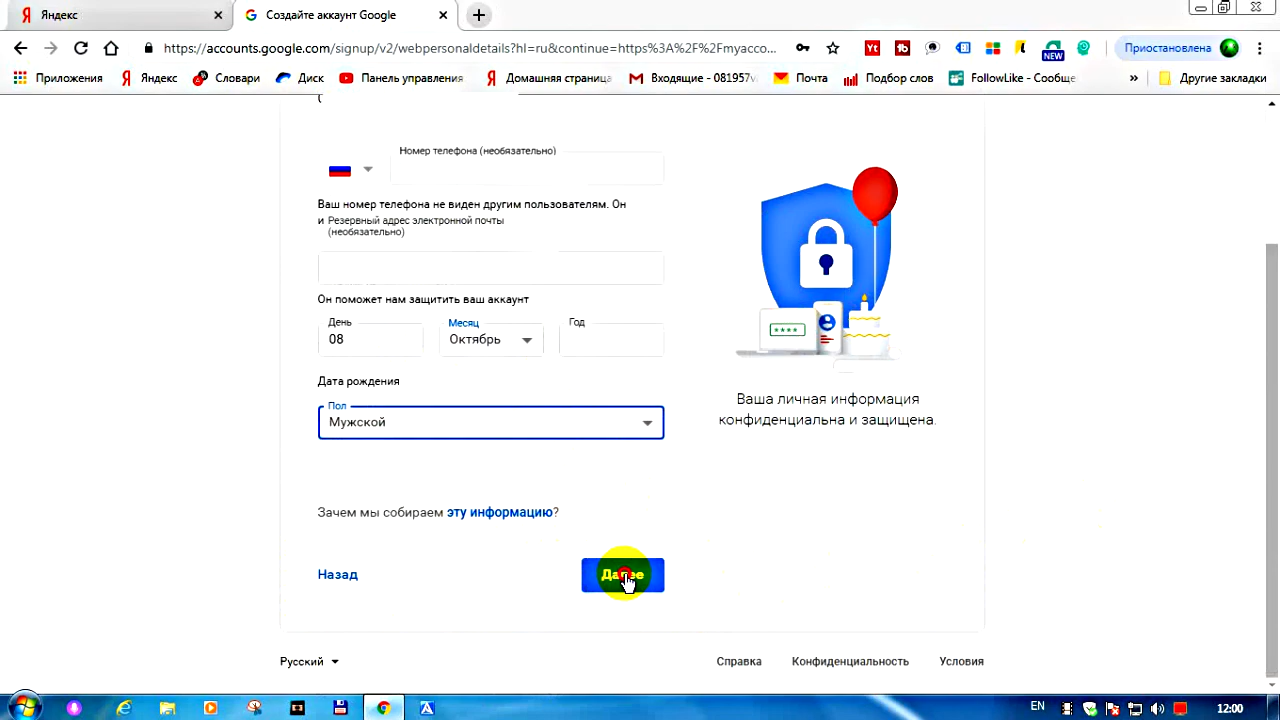 Яндекс
Создайте аккаунт Google
https://accounts.google.com/signup/v2/webpersonaldetails?hl=ru&continue=https%3A%2F%2Fmyacco...
NEW
Приостановлена
Приложения
Яндекс
Словари
Диск
Панель управления
Домашняя страница
Входящие - 081957v
Почта
Подбор слов
FollowLike - Сообще
»
Другие закладки
(
Номер телефона (необязательно)
Ваш номер телефона не виден другим пользователям. Он
и Резервный адрес электронной почты
(необязательно)
Он поможет нам защитить ваш аккаунт
День
Месяц
Год
08
Октябрь
Дата рождения
Пол
Мужской
Ваша личная информация
конфиденциальна и защищена.
Зачем мы собираем эту информацию?
Назад
Далее
Русский
Справка
Конфиденциальность
Условия
EN
12:00